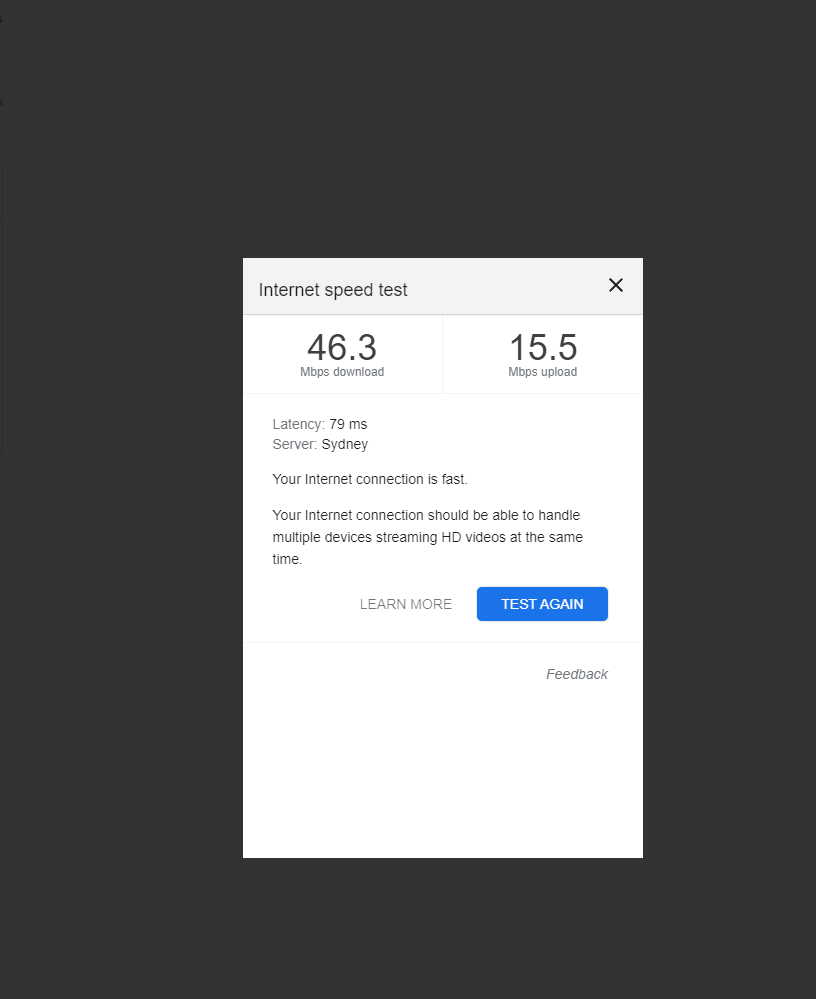 Internet speed test
46.3
Mbps download
15.5
Mbps upload
Latency: 79 ms
Server: Sydney
Your Internet connection is fast.
Your Internet connection should be able to handle
multiple devices streaming HD videos at the same
time.
LEARN MORE
TEST AGAIN
Feedback